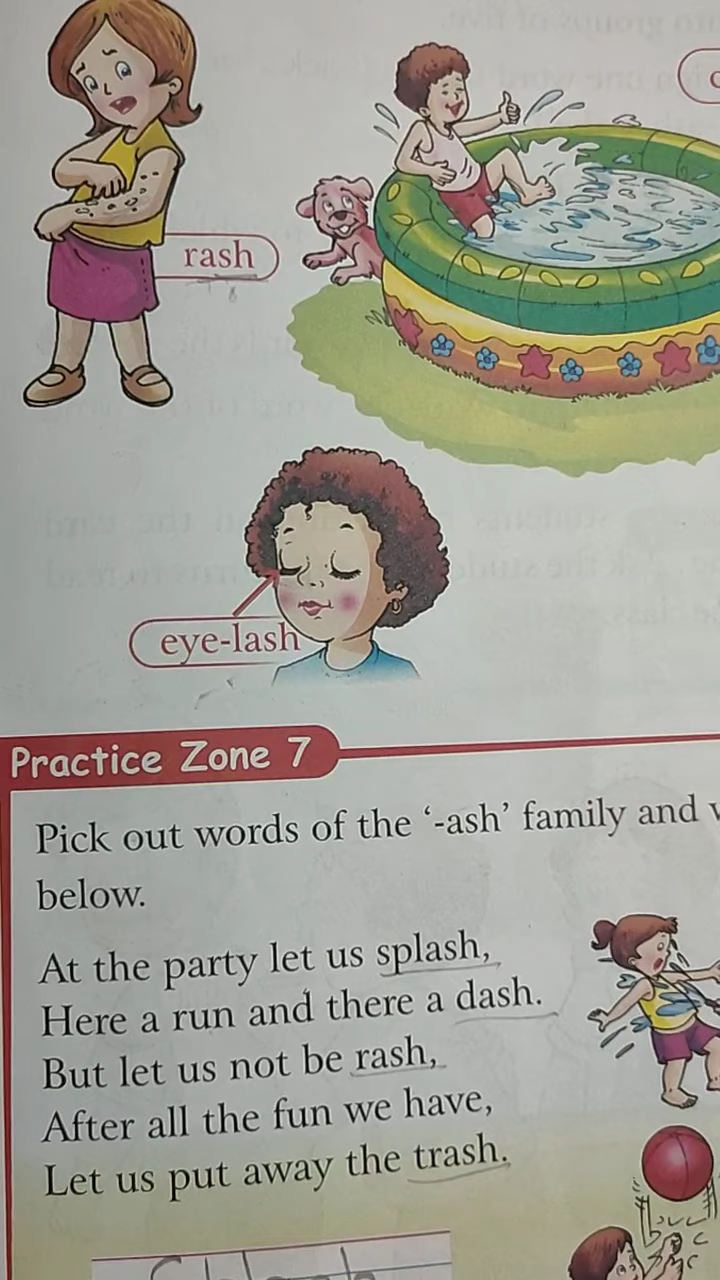 rash
eye-lash
Practice Zone 7
Pick out words of the ‘-ash’ family and
below.
At the party let us splash,
Here a run and there a dash.
But let us not be rash,
After all the fun we have,
Let us put away the trash.